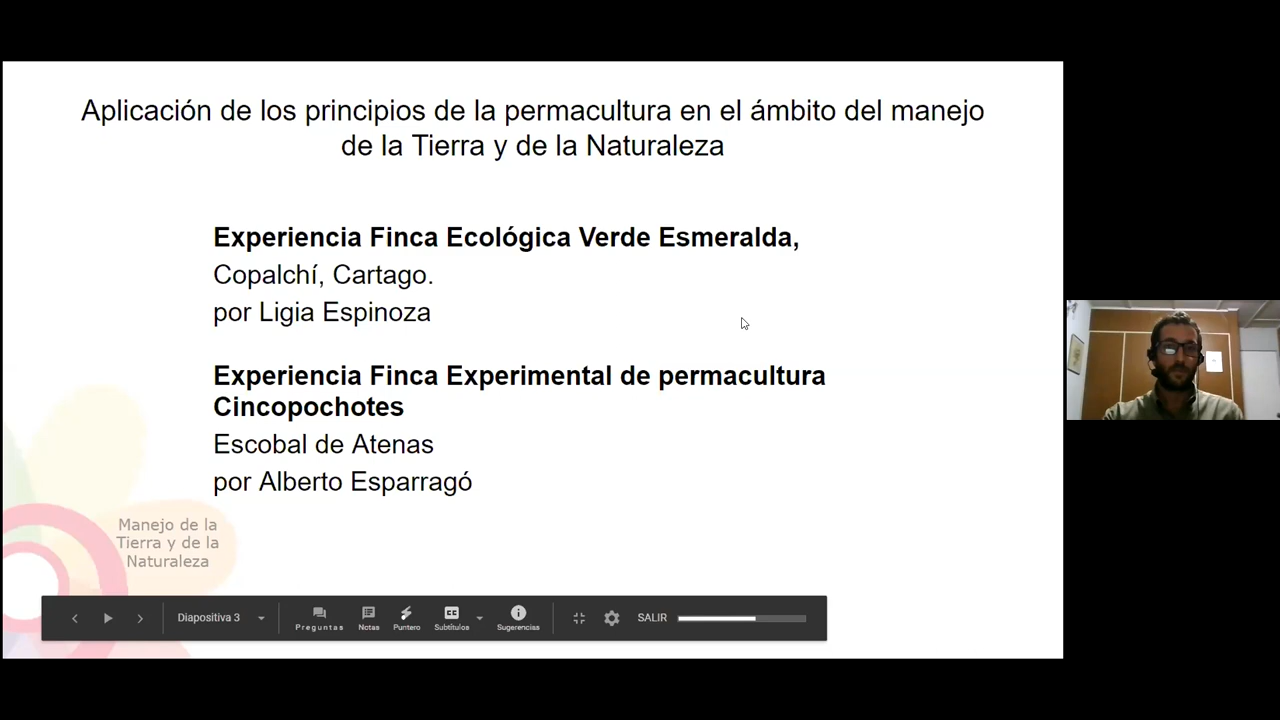 Aplicación de los principios de la permacultura en el ámbito del manejo
de la Tierra y de la Naturaleza
Experiencia Finca Ecológica Verde Esmeralda,
Copalchí, Cartago.
por Ligia Espinoza
Experiencia Finca Experimental de permacultura
Cincopochotes
Escobal de Atenas
por Alberto Esparragó
Manejo de la
Tierra y de la
Naturaleza
Diapositiva 3
Preguntas
Notas
Puntero
CC
Subtítulos
Sugerencias
SALIR